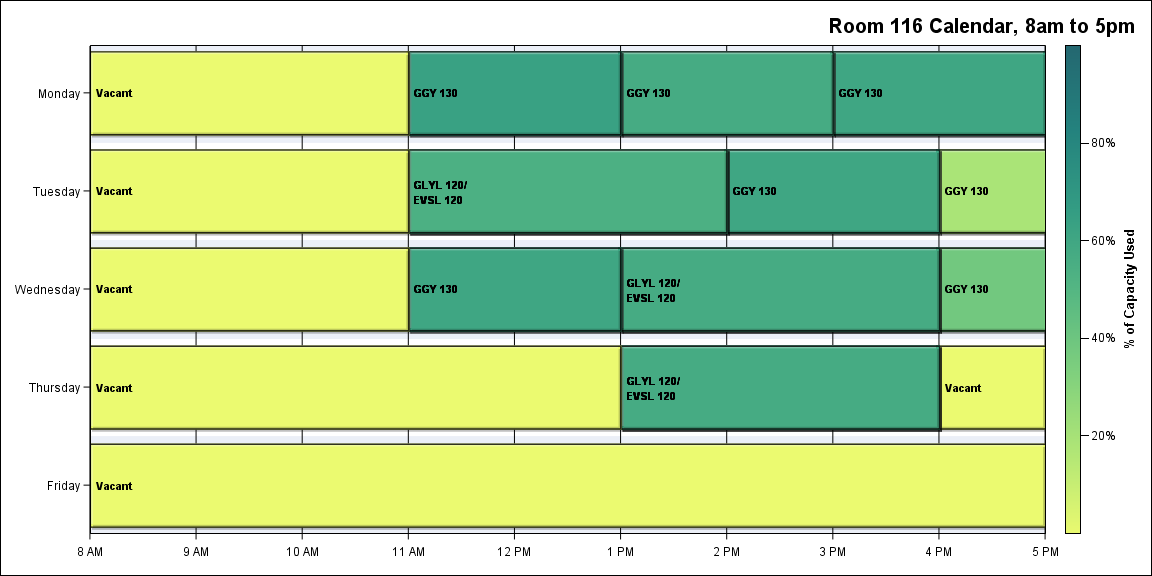 Room 116 Calendar, 8am to 5pm
Monday
Vacant
GGY 130
GGY 130
GGY 130
Tuesday
Vacant
GLYL 120/
EVSL 120
GGY 130
GGY 130
Wednesday
Vacant
GGY 130
GLYL 120/
EVSL 120
GGY 130
Thursday
Vacant
GLYL 120/
EVSL 120
Vacant
Friday
Vacant
8 AM
9 AM
10 AM
11 AM
12 PM
1 PM
2 PM
3 PM
4 PM
5 PM
80%
60%
40%
20%
% of Capacity Used